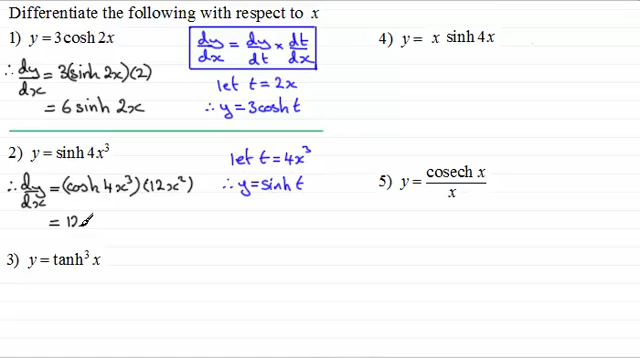 Differentiate the following with respect to x
1) y = 3cosh 2x
∴ dy/dx = 3(sinh 2x)(2)
= 6 sinh 2x
dy/dx = dy/dt × dt/dx
let t = 2x
∴ y = 3cosh t
2) y = sinh 4x³
∴ dy/dx = (cosh 4x³)(12x²)
= 12
let t = 4x³
∴ y = sinh t
3) y = tanh³ x
4) y = x sinh 4x
5) y = cosech x / x